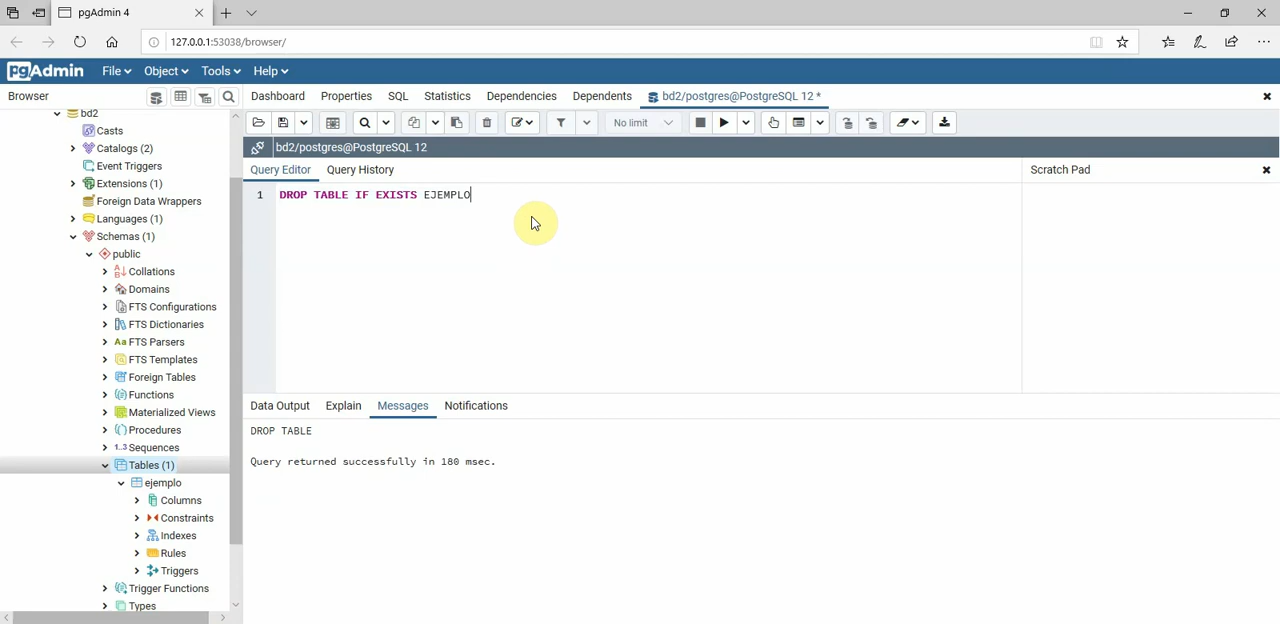 pgAdmin 4
127.0.0.1:53038/browser/
pgAdmin File Object Tools Help
Browser
Dashboard Properties SQL Statistics Dependencies Dependents bd2/postgres@PostgreSQL 12 *
No limit
bd2/postgres@PostgreSQL 12
Query Editor Query History
Scratch Pad
1 DROP TABLE IF EXISTS EJEMPLO
bd2
Casts
Catalogs (2)
Event Triggers
Extensions (1)
Foreign Data Wrappers
Languages (1)
Schemas (1)
public
Collations
Domains
FTS Configurations
FTS Dictionaries
Aa FTS Parsers
FTS Templates
Foreign Tables
Functions
Materialized Views
Procedures
1..3 Sequences
Tables (1)
ejemplo
Columns
Constraints
Indexes
Rules
Triggers
Trigger Functions
Types
Data Output Explain Messages Notifications
DROP TABLE
Query returned successfully in 180 msec.